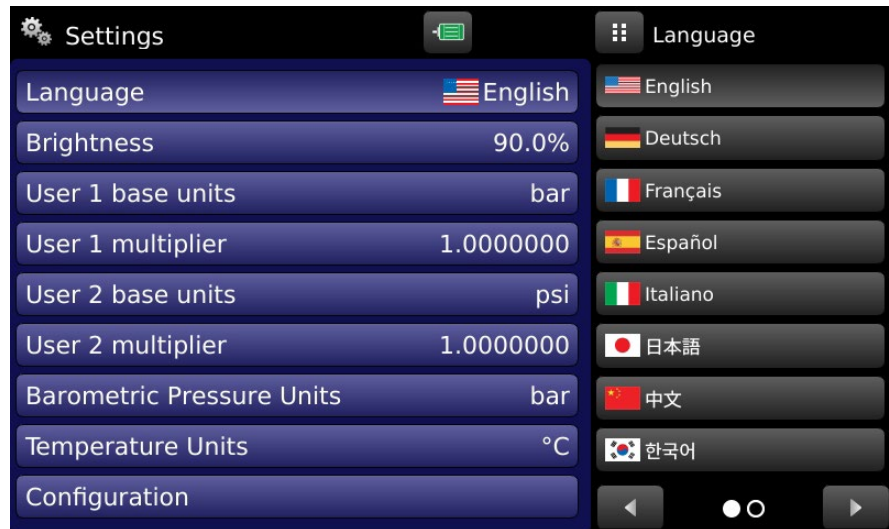 Settings
Language English
Brightness 90.0%
User 1 base units bar
User 1 multiplier 1.0000000
User 2 base units psi
User 2 multiplier 1.0000000
Barometric Pressure Units bar
Temperature Units °C
Configuration
Language
English
Deutsch
Français
Español
Italiano
日本語
中文
한국어